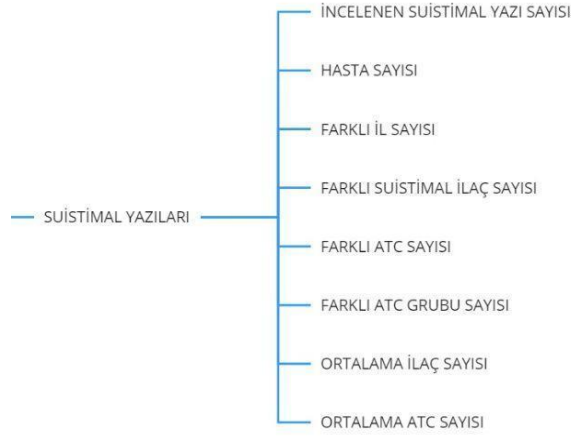 İNCELENEN SUİSTİMAL YAZI SAYISI
HASTA SAYISI
FARKLI İL SAYISI
FARKLI SUİSTİMAL İLAÇ SAYISI
SUİSTİMAL YAZILARI
FARKLI ATC SAYISI
FARKLI ATC GRUBU SAYISI
ORTALAMA İLAÇ SAYISI
ORTALAMA ATC SAYISI